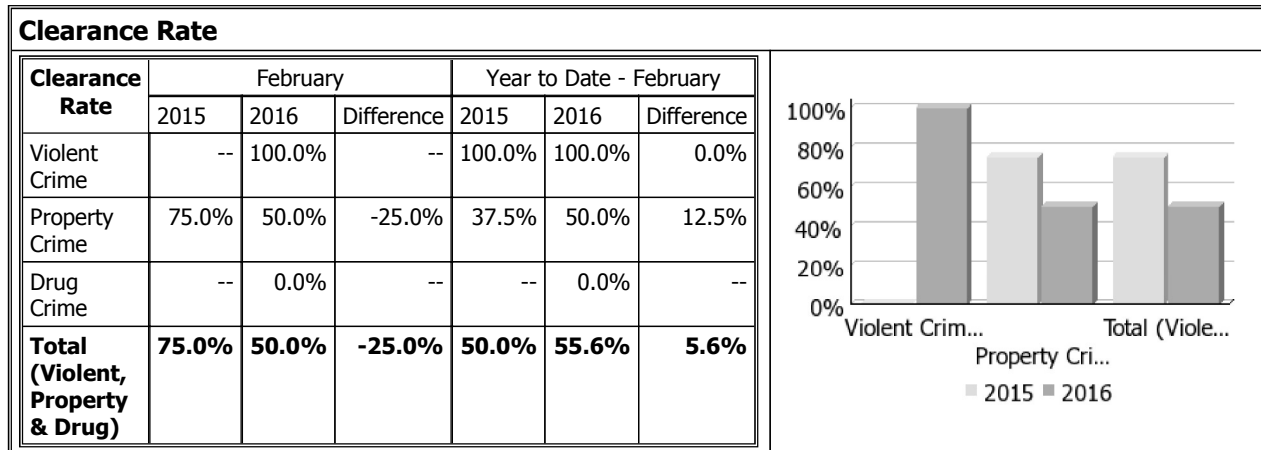 Clearance Rate
Clearance Rate February Year to Date - February
2015 2016 Difference 2015 2016 Difference
Violent Crime -- 100.0% -- 100.0% 100.0% 0.0%
Property Crime 75.0% 50.0% -25.0% 37.5% 50.0% 12.5%
Drug Crime -- 0.0% -- -- 0.0% --
Total (Violent, Property & Drug) 75.0% 50.0% -25.0% 50.0% 55.6% 5.6%
100%
80%
60%
40%
20%
0%
Violent Crim... Total (Viole...
Property Cri...
2015 2016